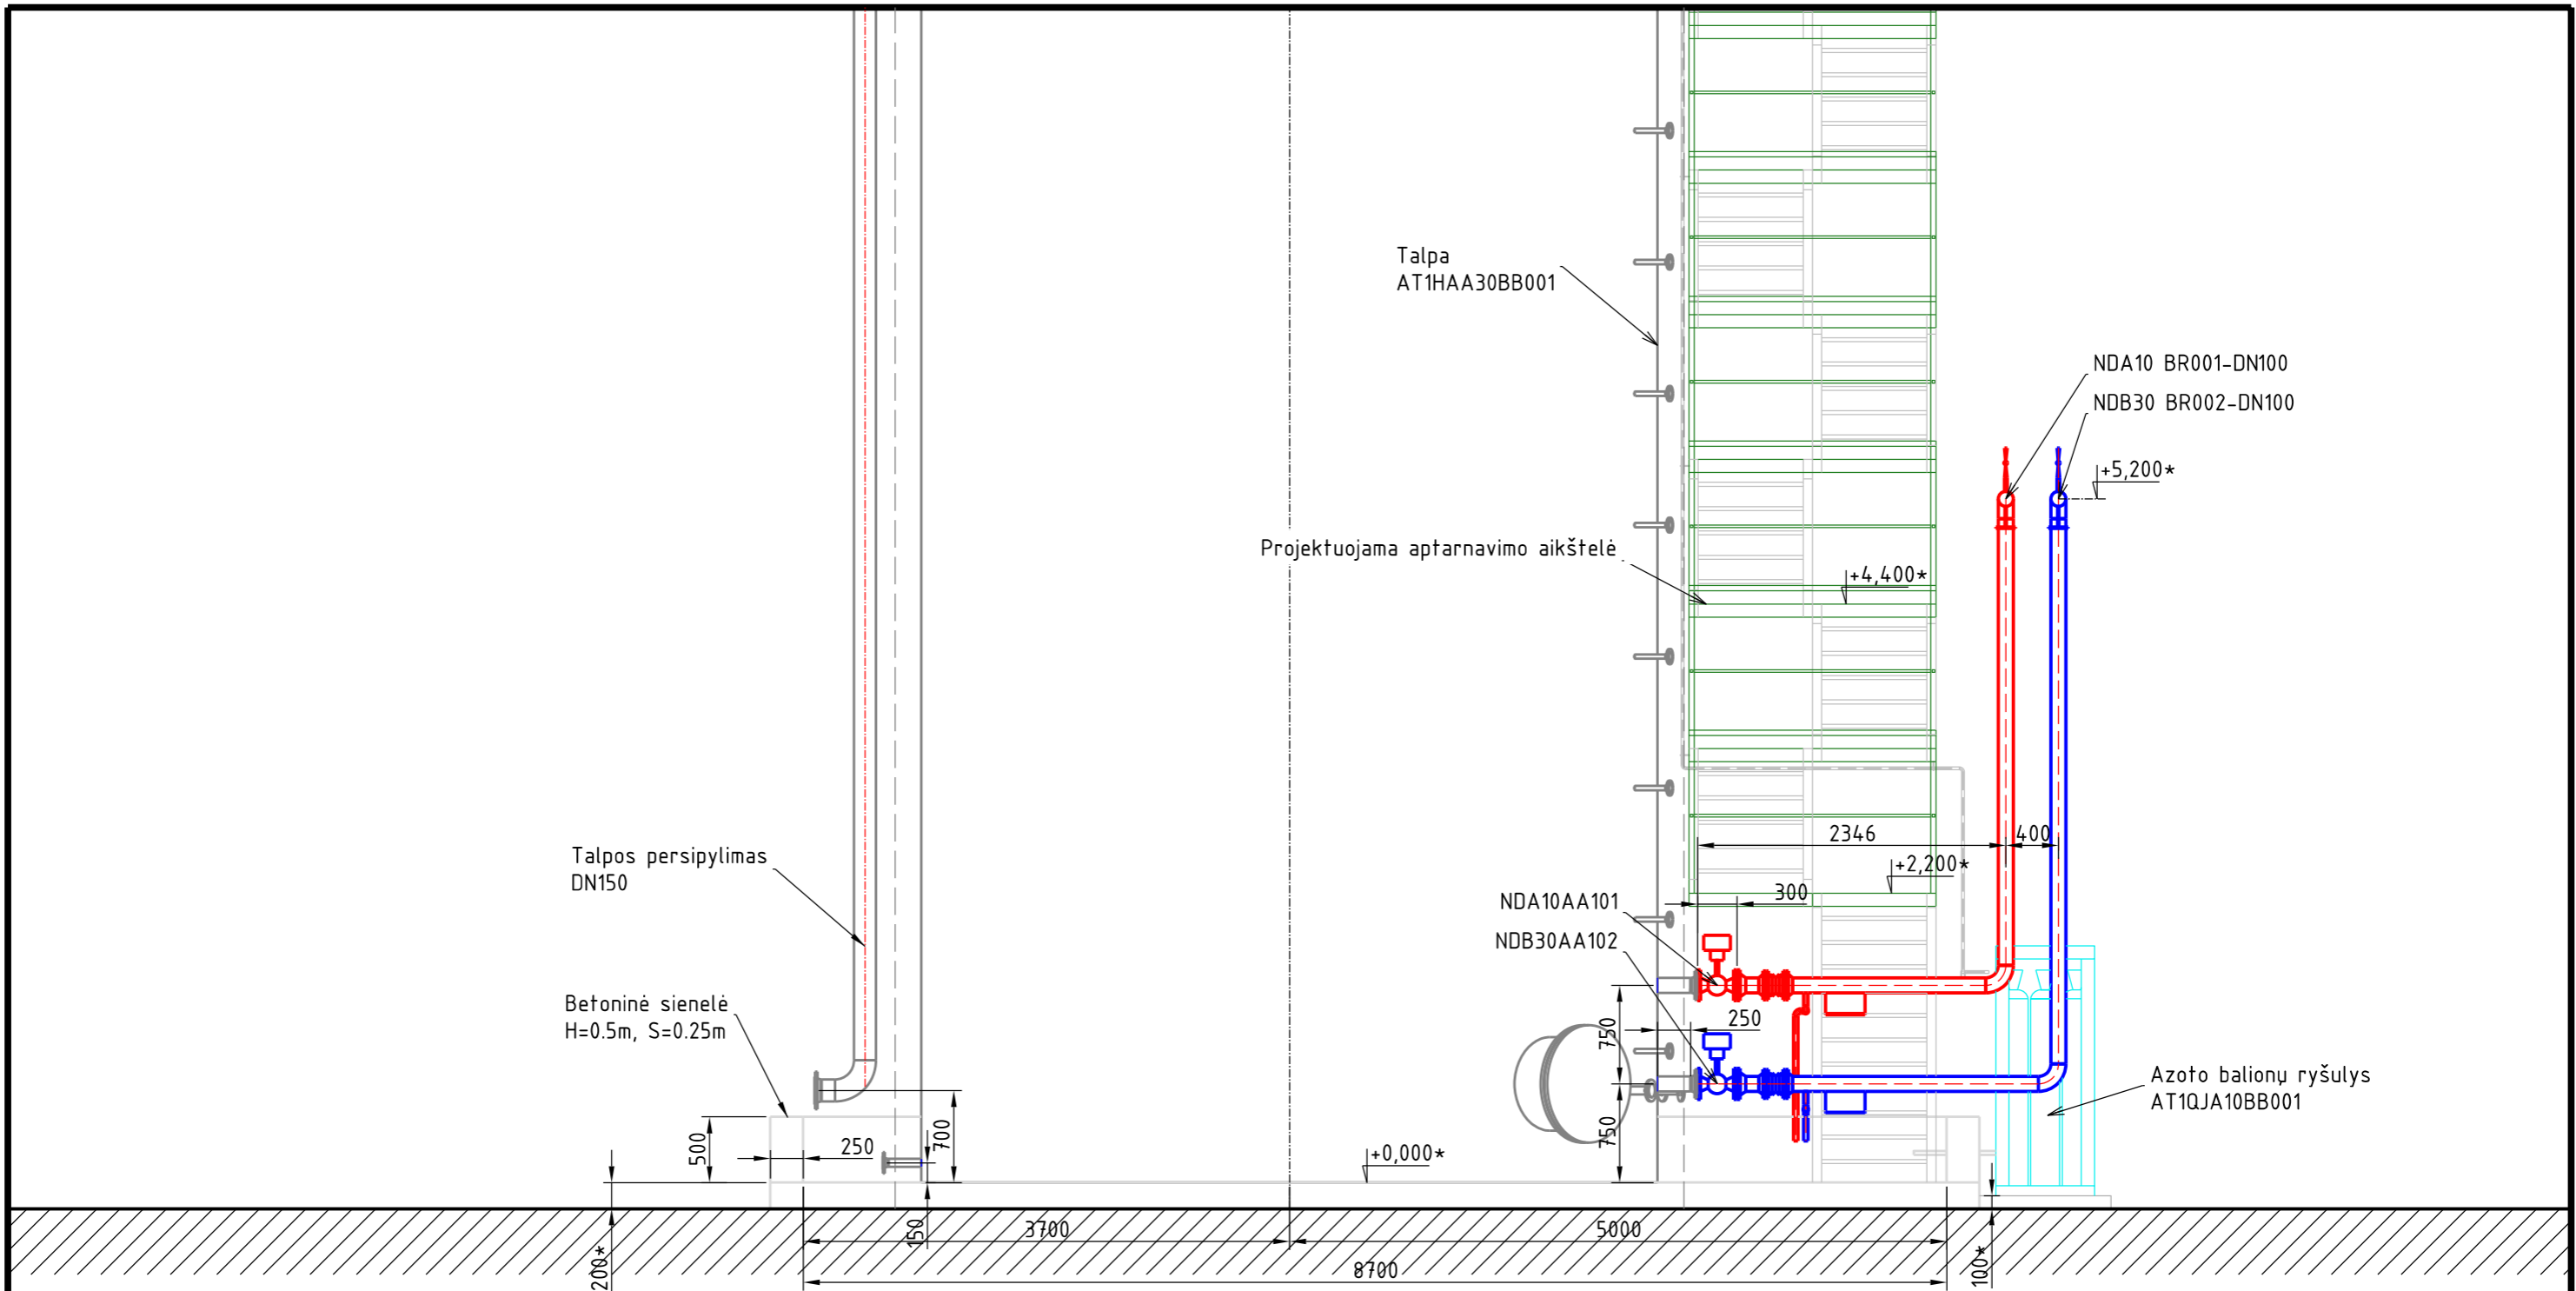 Talpa
AT1HAA30BB001
NDA10 BR001-DN100
NDB30 BR002-DN100
+5,200*
Projektuojama aptarnavimo aikštelė
+4,400*
2346
400
+2,200*
300
Talpos persipylimas
DN150
NDA10AA101
NDB30AA102
Betoninė sienelė
H=0.5m, S=0.25m
750
250
Azoto balionų ryšulys
AT1QJA10BB001
500
250
700
750
+0,000*
150
3700
5000
200*
8700
100*